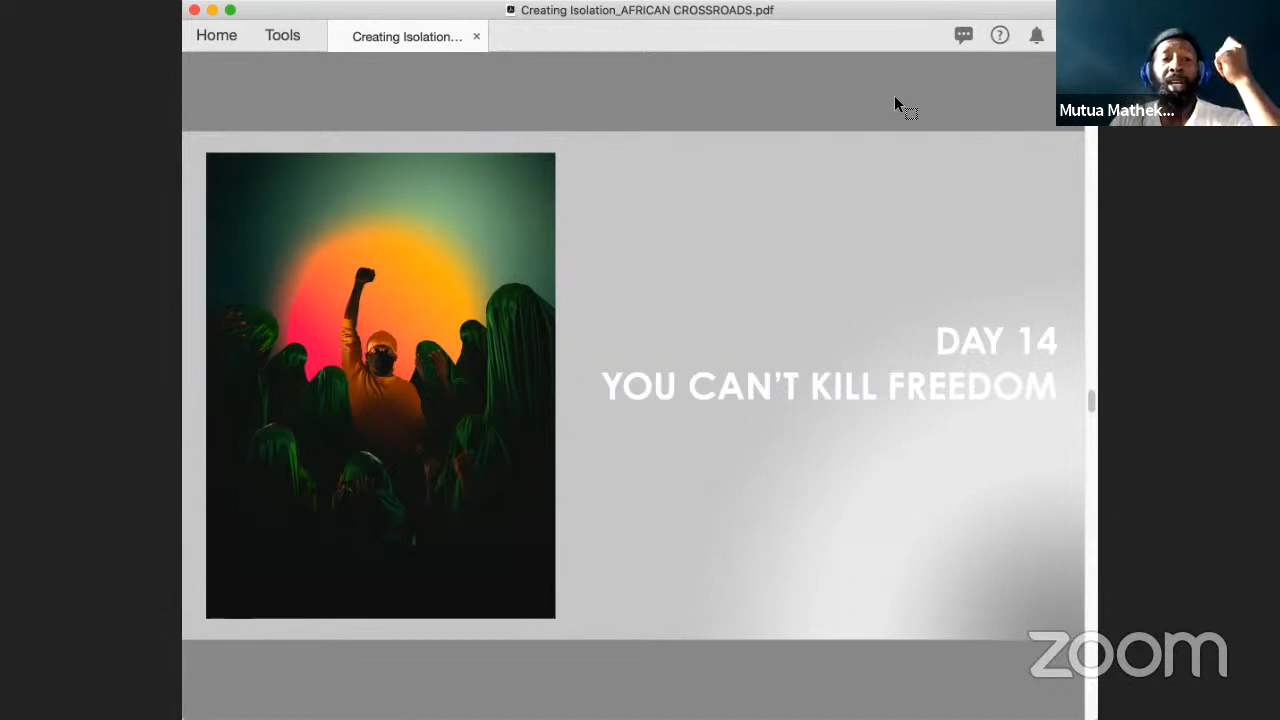 Creating Isolation_AFRICAN CROSSROADS.pdf
Home Tools Creating Isolation... ×
Mutua Mathek...
DAY 14
YOU CAN'T KILL FREEDOM
zoom